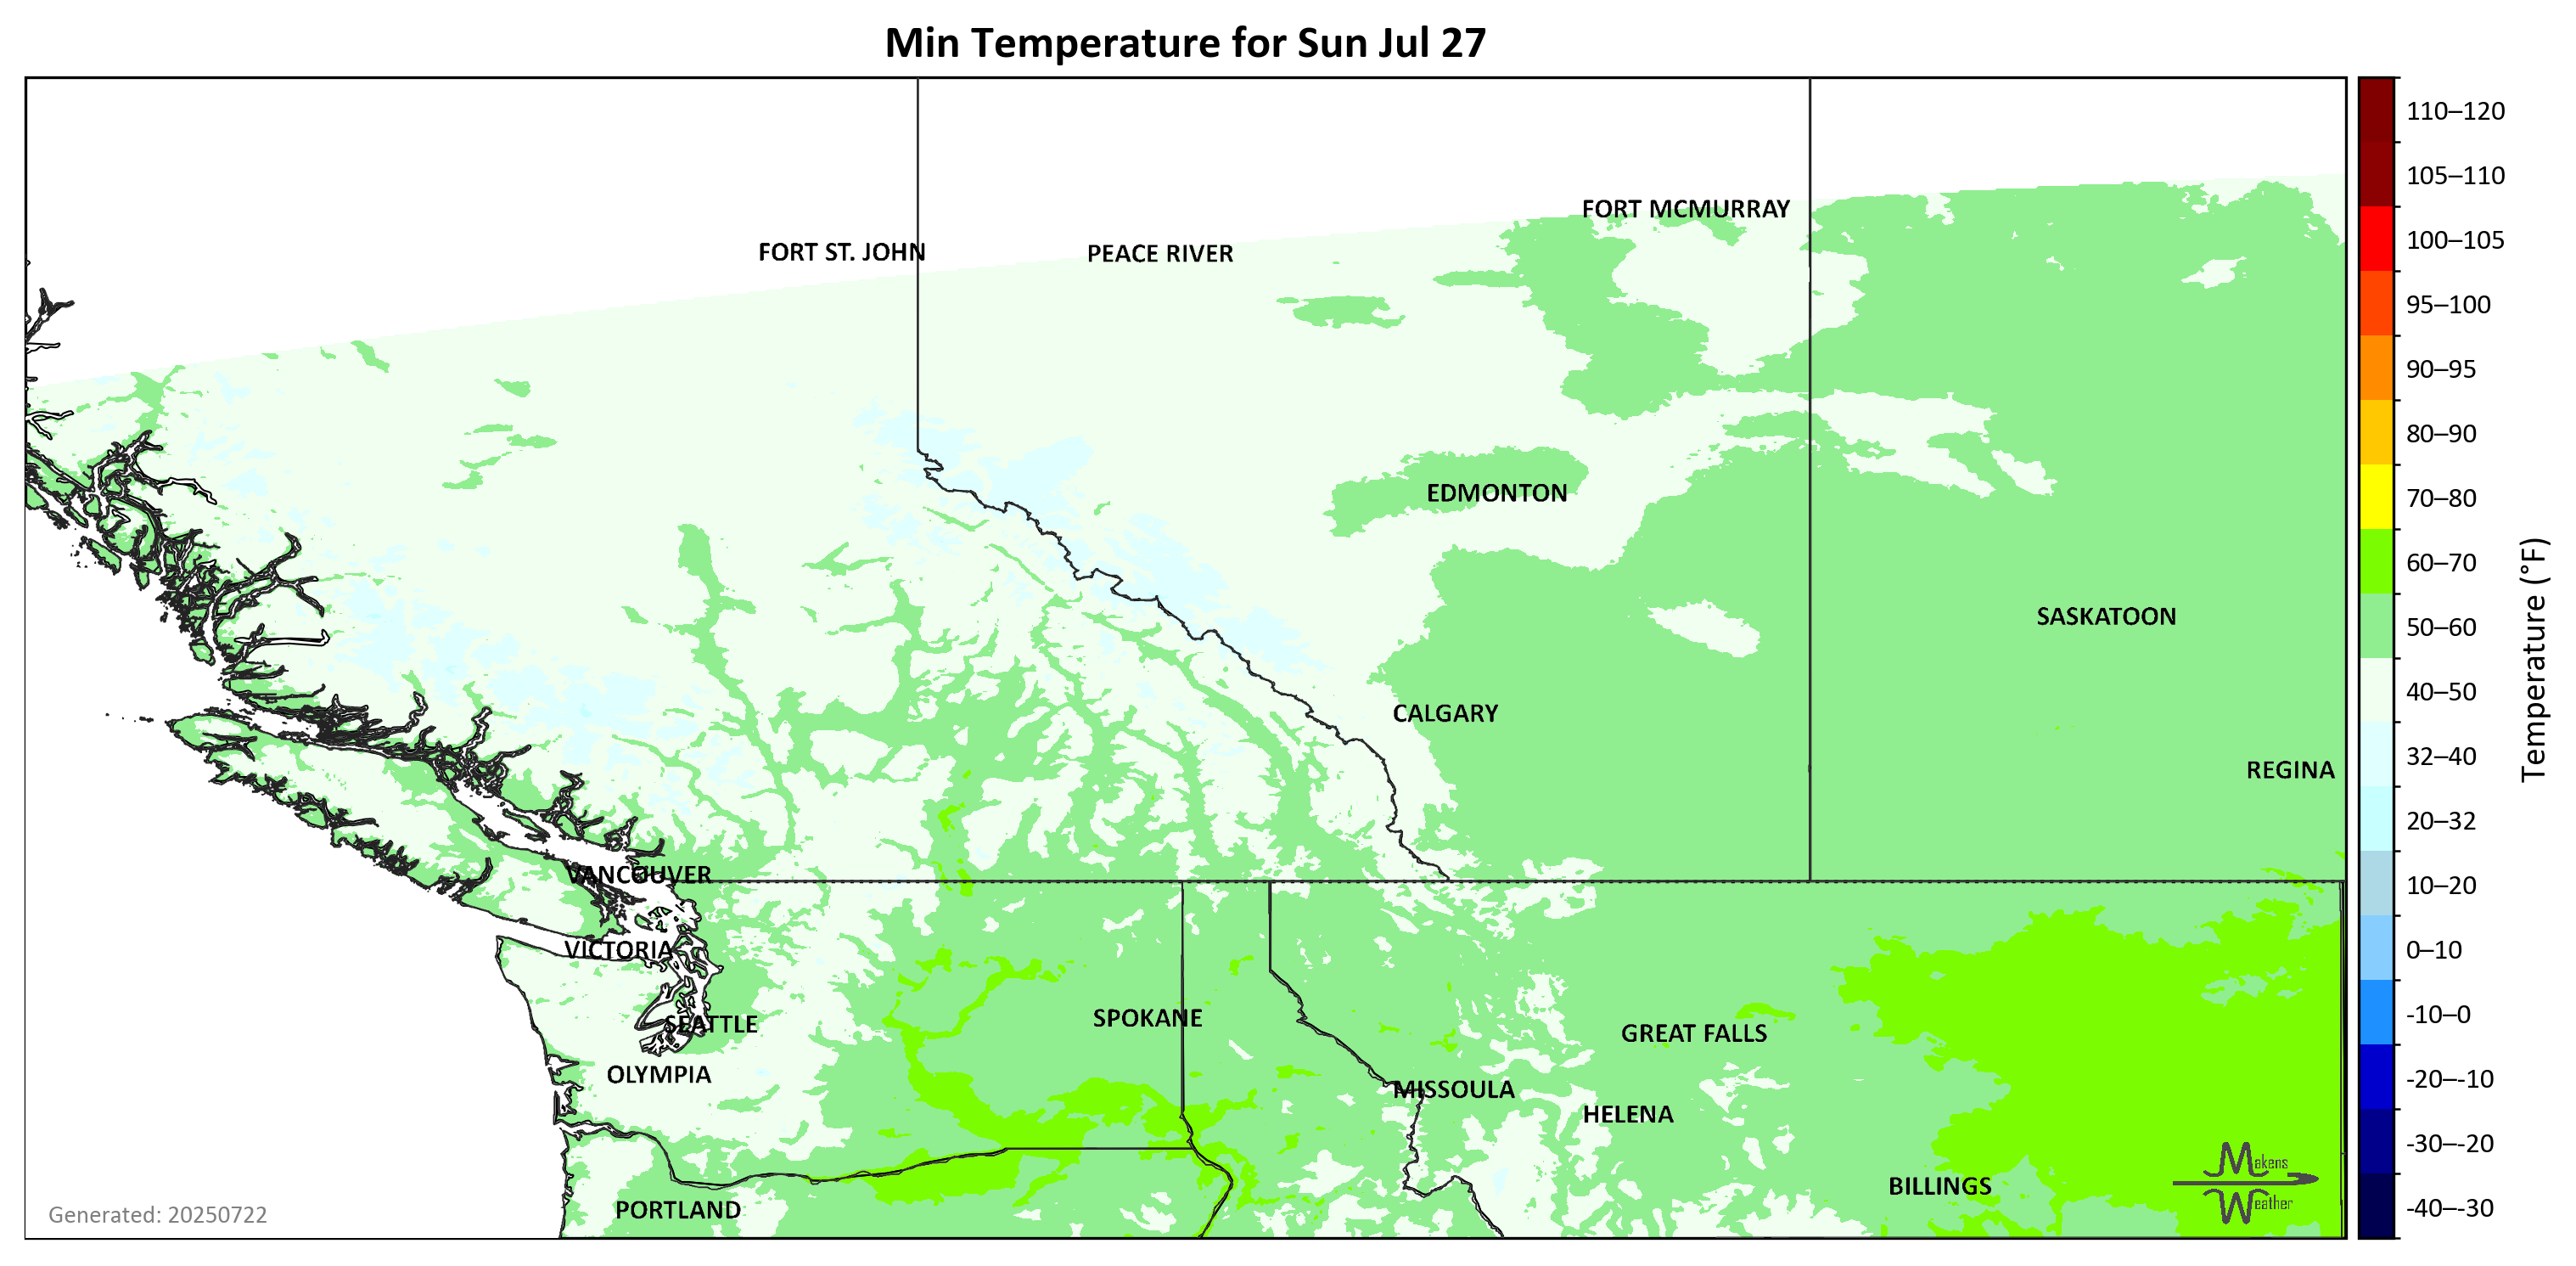 Min Temperature for Sun Jul 27
110–120
105–110
100–105
95–100
90–95
80–90
70–80
60–70
50–60
40–50
32–40
20–32
10–20
0–10
-10–0
-20–-10
-30–-20
-40–-30
Temperature (°F)
FORT MCMURRAY
FORT ST. JOHN
PEACE RIVER
EDMONTON
SASKATOON
CALGARY
REGINA
VANCOUVER
VICTORIA
SEATTLE
SPOKANE
GREAT FALLS
OLYMPIA
MISSOULA
HELENA
BILLINGS
PORTLAND
Makens
Weather
Generated: 20250722